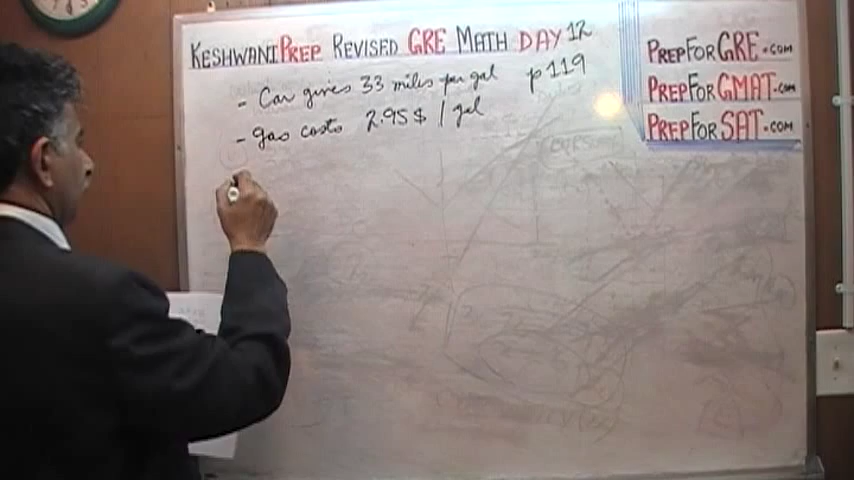 KESHWANIPREP REVISED GRE MATH DAY 12
- Car gives 33 miles per gal p119
- gas costs 2.95$ / gal
PREPFORGRE.COM
PREPFORGMAT.COM
PREPFORSAT.COM